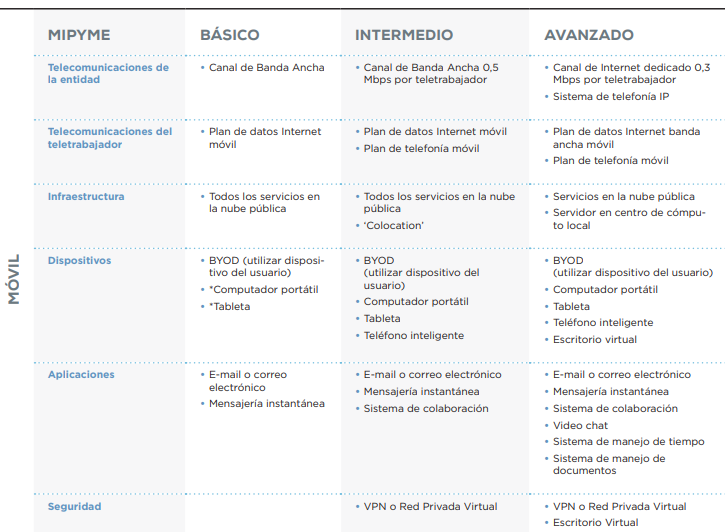 MIPYME
BÁSICO
INTERMEDIO
AVANZADO
MÓVIL
Telecomunicaciones de
la entidad
• Canal de Banda Ancha
• Canal de Banda Ancha 0,5
Mbps por teletrabajador
• Canal de Internet dedicado 0,3
Mbps por teletrabajador
• Sistema de telefonía IP
Telecomunicaciones del
teletrabajador
• Plan de datos Internet
móvil
• Plan de datos Internet móvil
• Plan de telefonía móvil
• Plan de datos Internet banda
ancha móvil
• Plan de telefonía móvil
Infraestructura
• Todos los servicios en
la nube pública
• Todos los servicios en la nube
pública
• ‘Colocation’
• Servicios en la nube pública
• Servidor en centro de cómpu-
to local
Dispositivos
• BYOD (utilizar disposi-
tivo del usuario)
• *Computador portátil
• *Tableta
• BYOD
(utilizar dispositivo del
usuario)
• Computador portátil
• Tableta
• Teléfono inteligente
• BYOD
(utilizar dispositivo del usuario)
• Computador portátil
• Tableta
• Teléfono inteligente
• Escritorio virtual
Aplicaciones
• E-mail o correo
electrónico
• Mensajería instantánea
• E-mail o correo electrónico
• Mensajería instantánea
• Sistema de colaboración
• E-mail o correo electrónico
• Mensajería instantánea
• Sistema de colaboración
• Video chat
• Sistema de manejo de tiempo
• Sistema de manejo de
documentos
Seguridad
• VPN o Red Privada Virtual
• VPN o Red Privada Virtual
• Escritorio Virtual